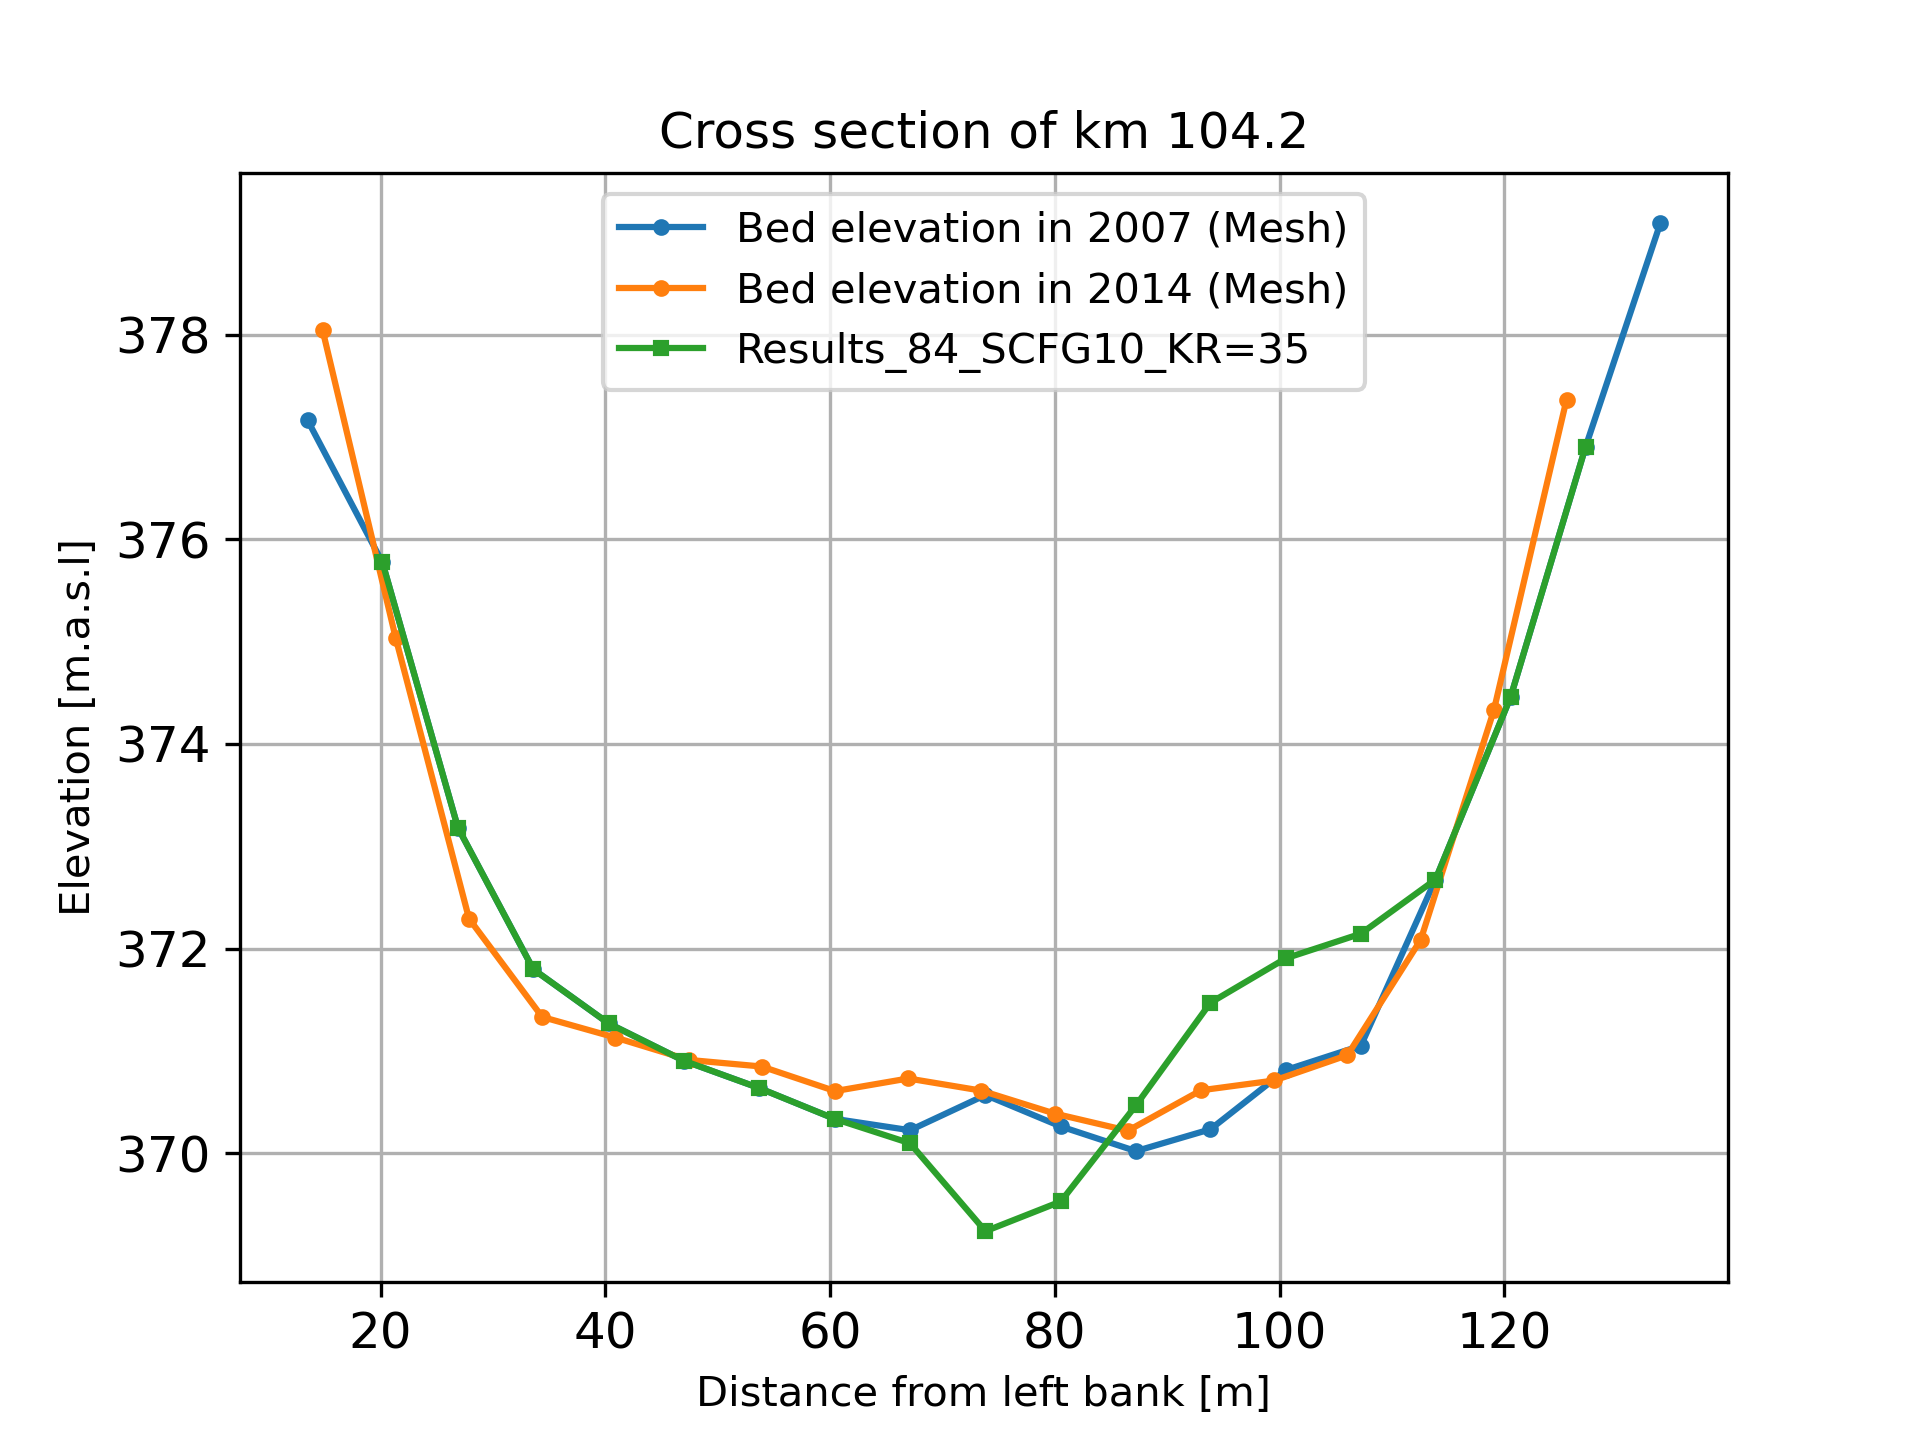 Cross section of km 104.2
Bed elevation in 2007 (Mesh)
Bed elevation in 2014 (Mesh)
Results_84_SCFG10_KR=35
378
376
374
372
370
Elevation [m.a.s.l]
20 40 60 80 100 120
Distance from left bank [m]